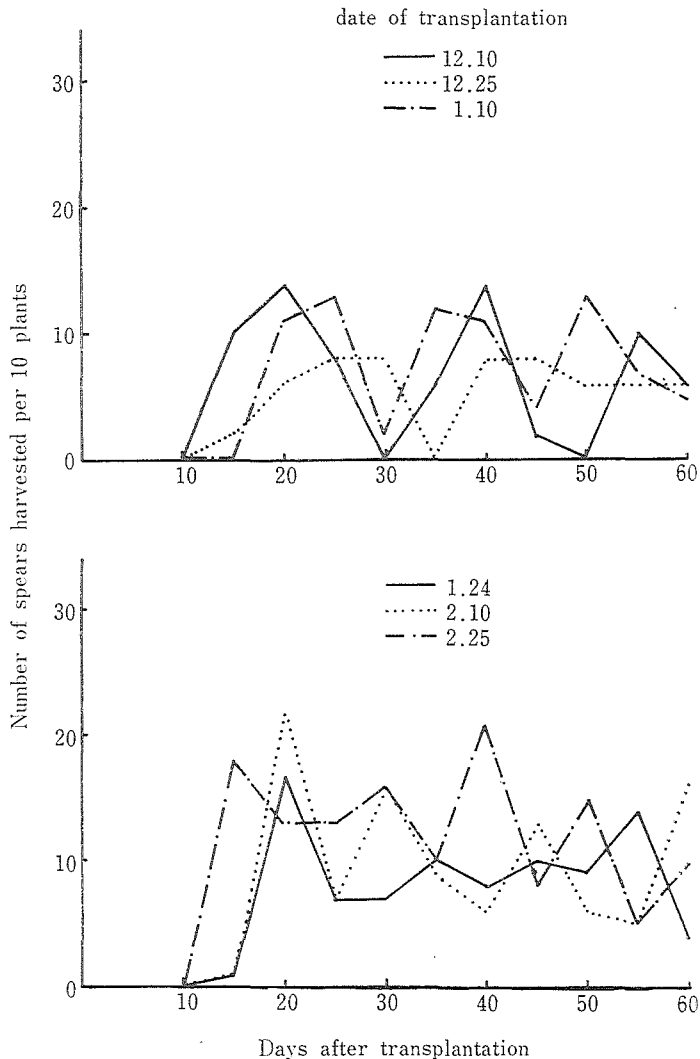 date of transplantation
12.10
12.25
1.10
30
20
10
0
10 20 30 40 50 60
Number of spears harvested per 10 plants
1.24
2.10
2.25
30
20
10
0
10 20 30 40 50 60
Days after transplantation